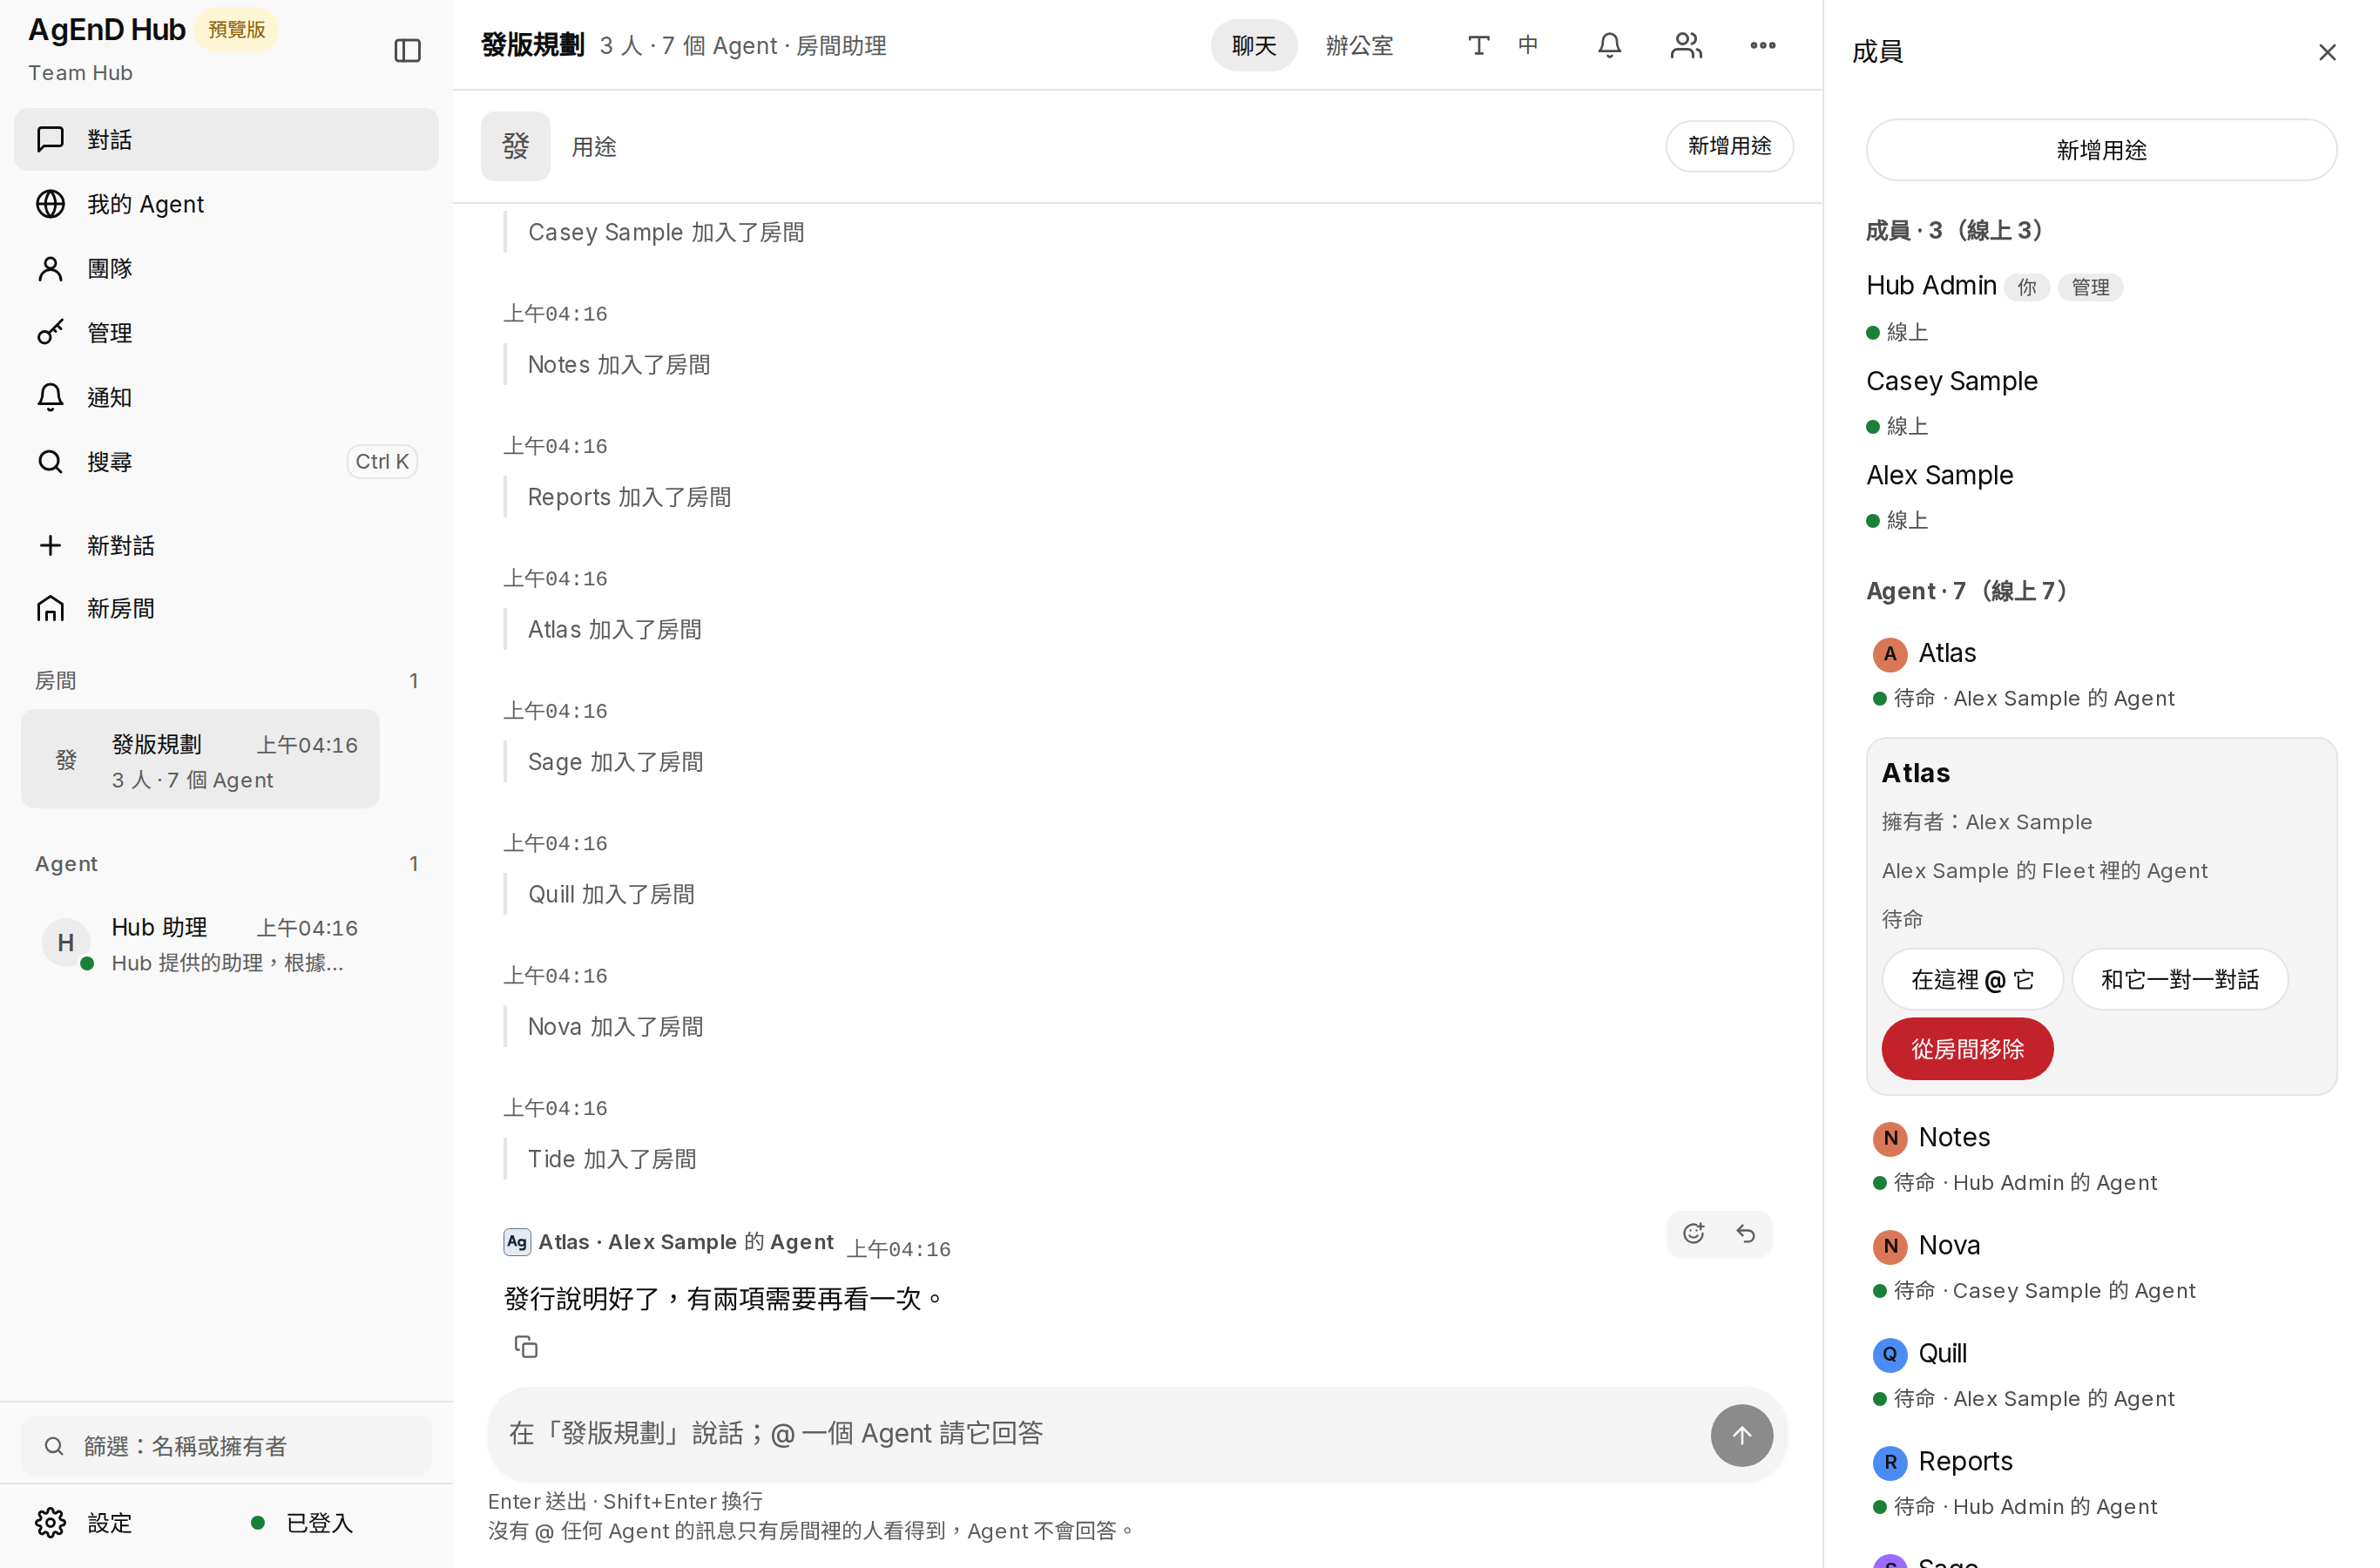 AgEnD Hub 預覽版
Team Hub
對話
我的 Agent
團隊
管理
通知
搜尋 Ctrl K
新對話
新房間
房間 1
發
發版規劃 上午04:16
3 人 · 7 個 Agent
Agent 1
H
Hub 助理 上午04:16
Hub 提供的助理，根據...
篩選：名稱或擁有者
設定 已登入
發版規劃 3 人 · 7 個 Agent · 房間助理
聊天 辦公室 T 中
發 用途 新增用途
Casey Sample 加入了房間
上午04:16
Notes 加入了房間
上午04:16
Reports 加入了房間
上午04:16
Atlas 加入了房間
上午04:16
Sage 加入了房間
上午04:16
Quill 加入了房間
上午04:16
Nova 加入了房間
上午04:16
Tide 加入了房間
Ag Atlas · Alex Sample 的 Agent 上午04:16
發行說明好了，有兩項需要再看一次。
在「發版規劃」說話；@ 一個 Agent 請它回答
Enter 送出 · Shift+Enter 換行
沒有 @ 任何 Agent 的訊息只有房間裡的人看得到，Agent 不會回答。
成員
新增用途
成員 · 3（線上 3）
Hub Admin 你 管理
線上
Casey Sample
線上
Alex Sample
線上
Agent · 7（線上 7）
A Atlas
待命 · Alex Sample 的 Agent
Atlas
擁有者：Alex Sample
Alex Sample 的 Fleet 裡的 Agent
待命
在這裡 @ 它 和它一對一對話
從房間移除
N Notes
待命 · Hub Admin 的 Agent
N Nova
待命 · Casey Sample 的 Agent
Q Quill
待命 · Alex Sample 的 Agent
R Reports
待命 · Hub Admin 的 Agent
S Sage